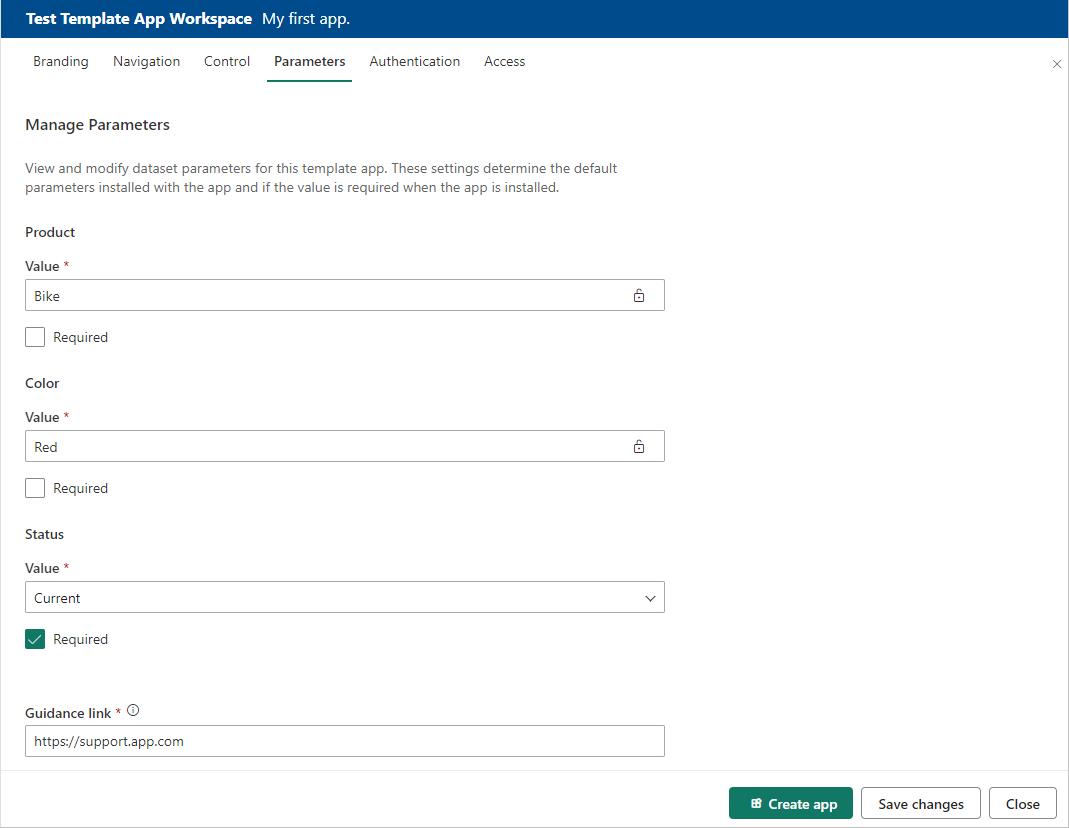 Test Template App Workspace My first app.
Branding Navigation Control Parameters Authentication Access
Manage Parameters
View and modify dataset parameters for this template app. These settings determine the default
parameters installed with the app and if the value is required when the app is installed.
Product
Value *
Bike
Required
Color
Value *
Red
Required
Status
Value *
Current
Required
Guidance link *
https://support.app.com
Create app Save changes Close